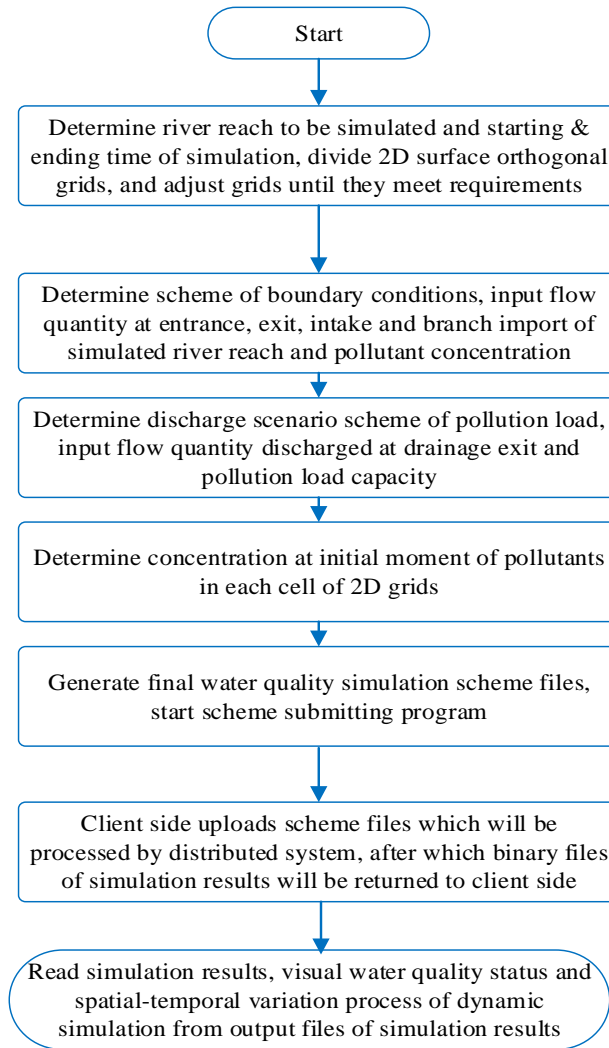 Start
Determine river reach to be simulated and starting &
ending time of simulation, divide 2D surface orthogonal
grids, and adjust grids until they meet requirements
Determine scheme of boundary conditions, input flow
quantity at entrance, exit, intake and branch import of
simulated river reach and pollutant concentration
Determine discharge scenario scheme of pollution load,
input flow quantity discharged at drainage exit and
pollution load capacity
Determine concentration at initial moment of pollutants
in each cell of 2D grids
Generate final water quality simulation scheme files,
start scheme submitting program
Client side uploads scheme files which will be
processed by distributed system, after which binary files
of simulation results will be returned to client side
Read simulation results, visual water quality status and
spatial-temporal variation process of dynamic
simulation from output files of simulation results